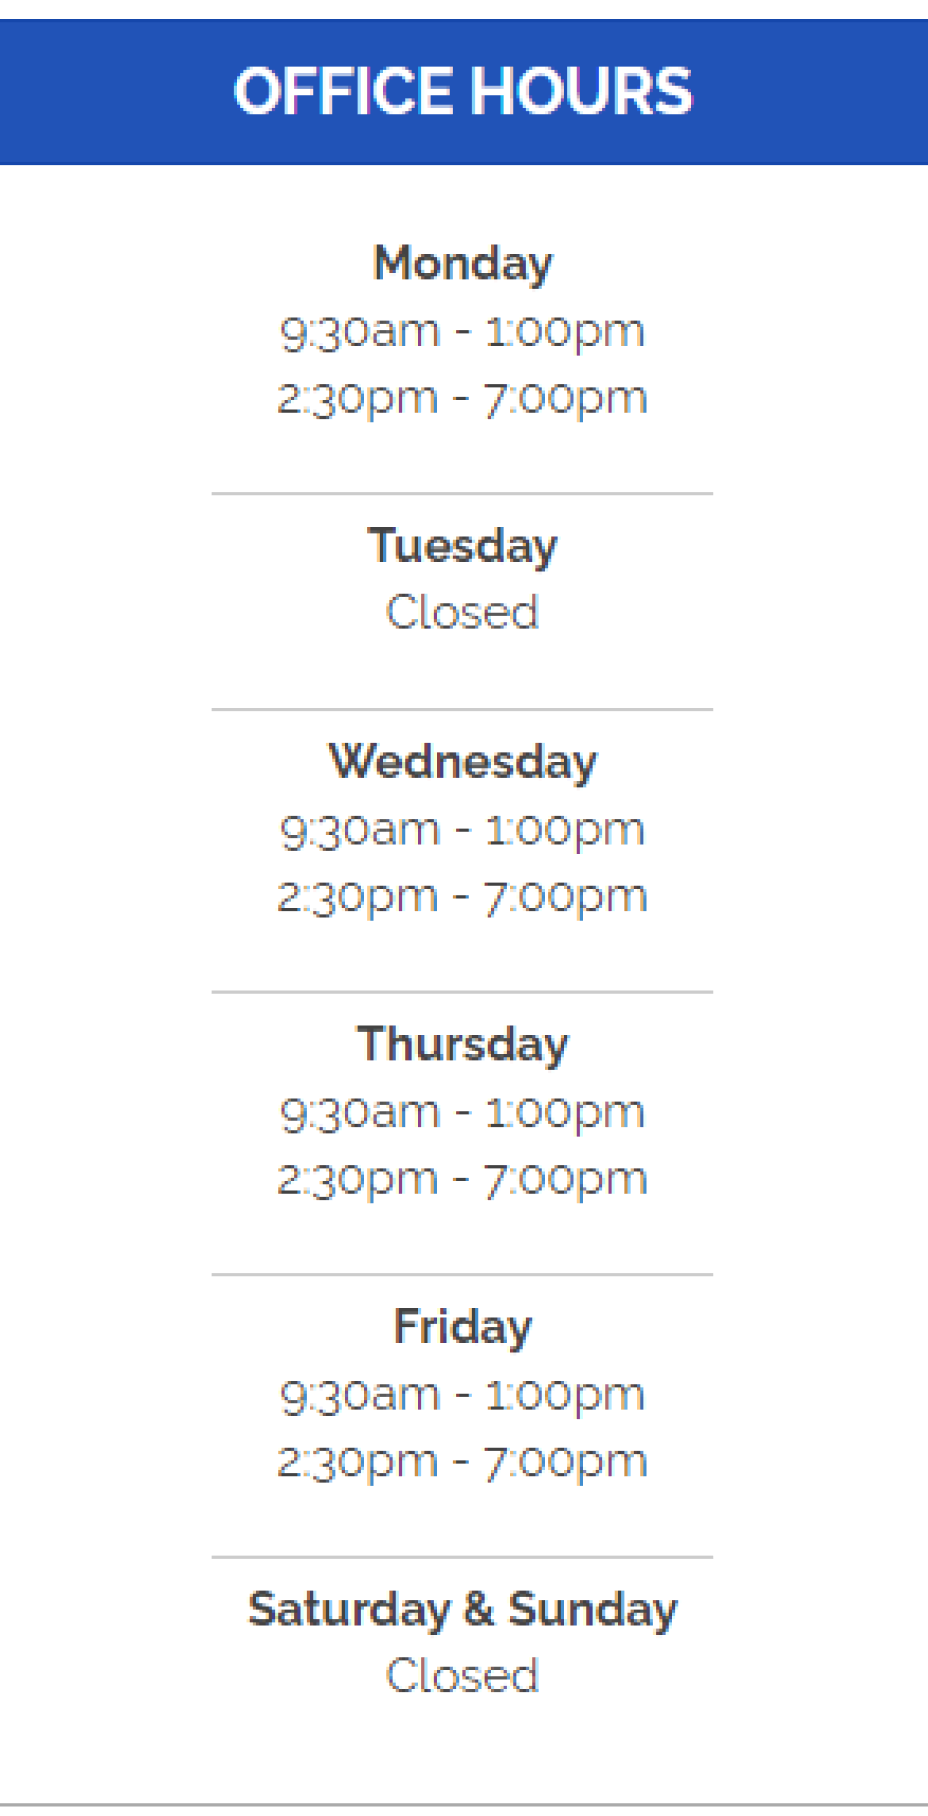 OFFICE HOURS
Monday
9:30am - 1:00pm
2:30pm - 7:00pm
Tuesday
Closed
Wednesday
9:30am - 1:00pm
2:30pm - 7:00pm
Thursday
9:30am - 1:00pm
2:30pm - 7:00pm
Friday
9:30am - 1:00pm
2:30pm - 7:00pm
Saturday & Sunday
Closed